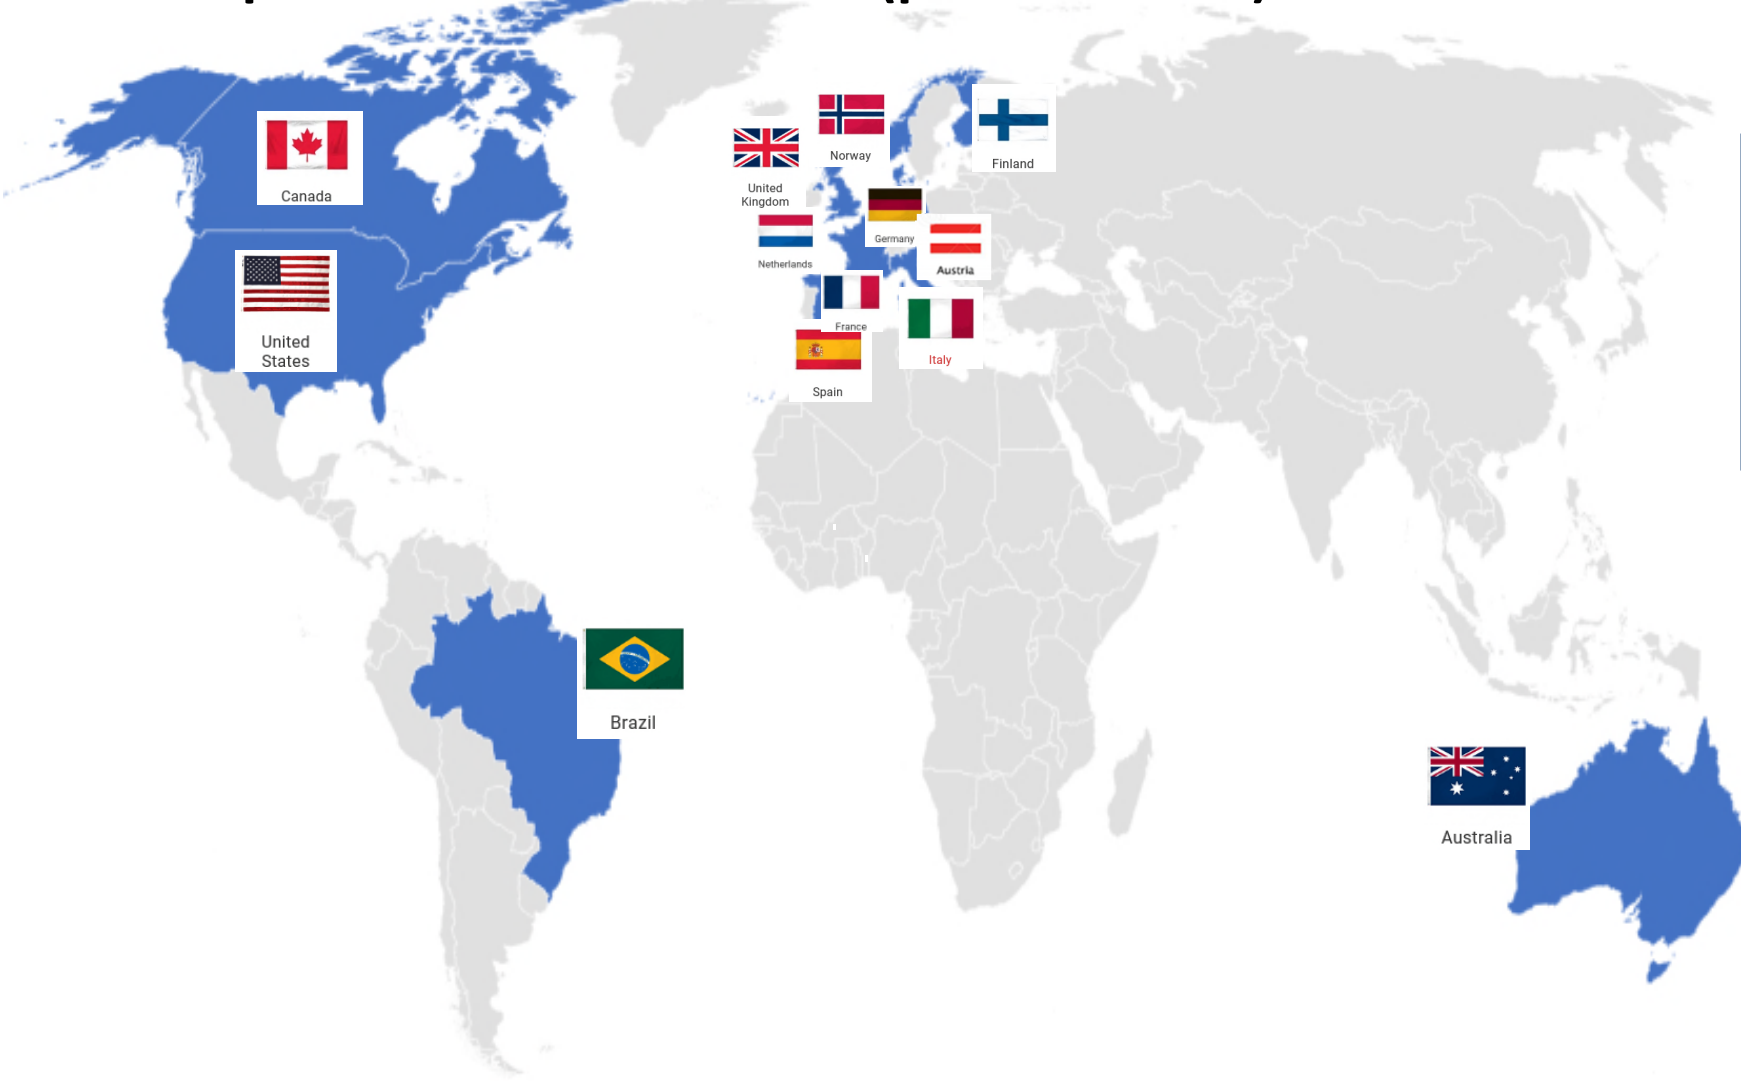 Canada
United
States
Norway
United
Kingdom
Netherlands
Finland
Germany
Austria
France
Italy
Spain
Brazil
Australia